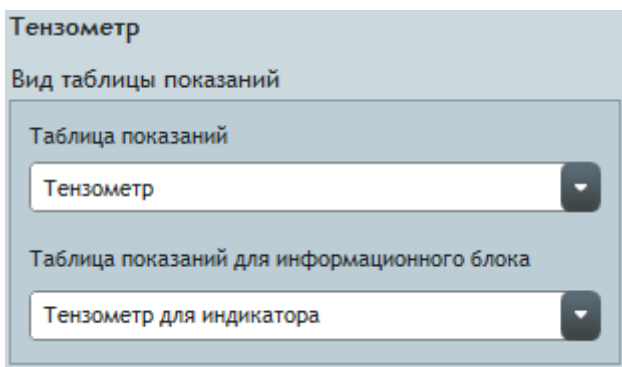 Тензометр
Вид таблицы показаний
Таблица показаний
Тензометр
Таблица показаний для информационного блока
Тензометр для индикатора